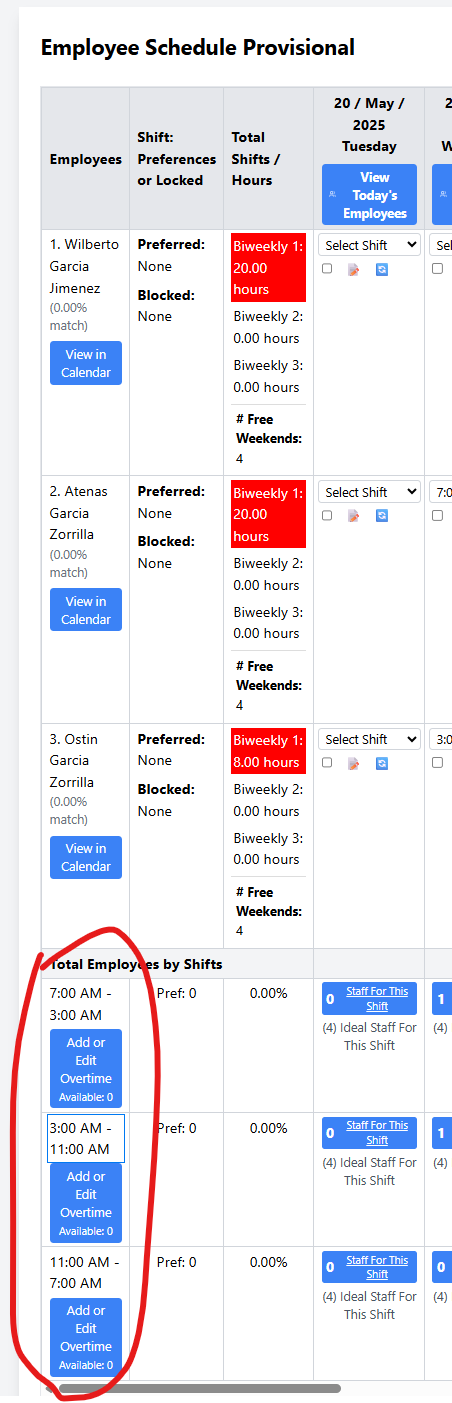 Employee Schedule Provisional
Employees
Shift:
Preferences
or Locked
Total
Shifts /
Hours
20 / May /
2025
Tuesday
View
Today's
Employees
2
W
1. Wilberto
Garcia
Jimenez
(0.00%
match)
View in
Calendar
Preferred:
None
Blocked:
None
Biweekly 1:
20.00
hours
Biweekly 2:
0.00 hours
Biweekly 3:
0.00 hours
# Free
Weekends:
4
Select Shift
Sel
2. Atenas
Garcia
Zorrilla
(0.00%
match)
View in
Calendar
Preferred:
None
Blocked:
None
Biweekly 1:
20.00
hours
Biweekly 2:
0.00 hours
Biweekly 3:
0.00 hours
# Free
Weekends:
4
Select Shift
7:0
3. Ostin
Garcia
Zorrilla
(0.00%
match)
View in
Calendar
Preferred:
None
Blocked:
None
Biweekly 1:
8.00 hours
Biweekly 2:
0.00 hours
Biweekly 3:
0.00 hours
# Free
Weekends:
4
Select Shift
3:0
Total Employees by Shifts
7:00 AM -
3:00 AM
Add or
Edit
Overtime
Available: 0
Pref: 0
0.00%
0 Staff For This
Shift
(4) Ideal Staff For
This Shift
1
(4)
3:00 AM -
11:00 AM
Add or
Edit
Overtime
Available: 0
Pref: 0
0.00%
0 Staff For This
Shift
(4) Ideal Staff For
This Shift
1
(4)
11:00 AM -
7:00 AM
Add or
Edit
Overtime
Available: 0
Pref: 0
0.00%
0 Staff For This
Shift
(4) Ideal Staff For
This Shift
0
(4)